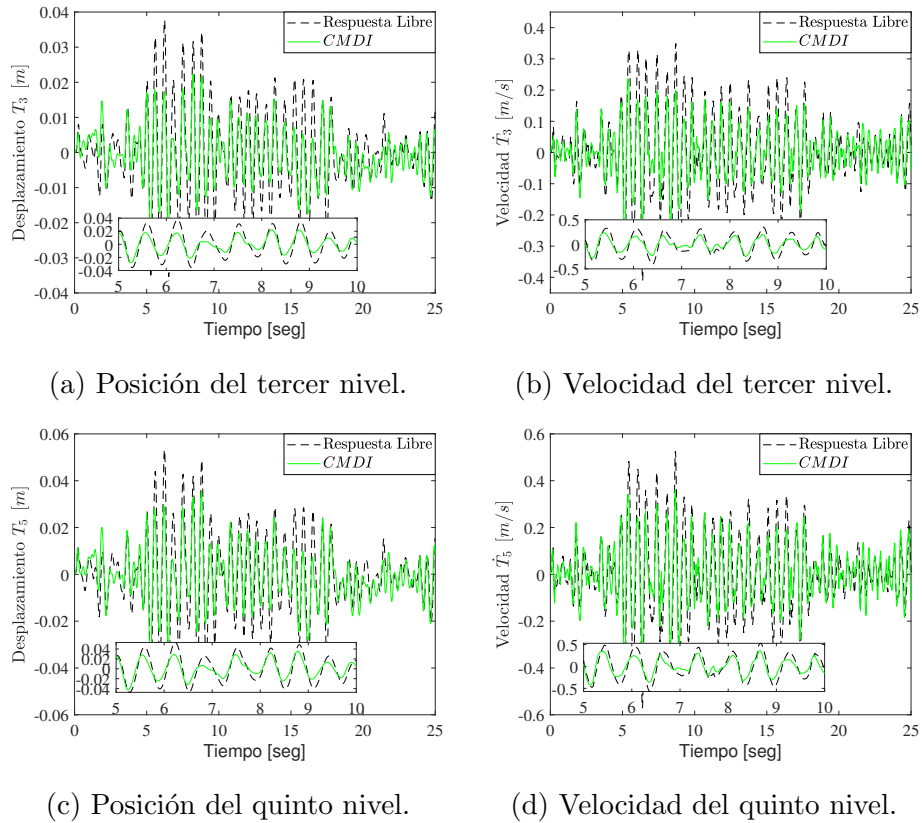 0.04
0.03
0.02
0.01
0
-0.01
-0.02
-0.03
-0.04
Desplazamiento T3 [m]
Respuesta Libre
CMDI
0.04
0.02
0
-0.02
-0.04
5 6 7 8 9 10
0 5 10 15 20 25
Tiempo [seg]
(a) Posición del tercer nivel.
0.4
0.3
0.2
0.1
0
-0.1
-0.2
-0.3
-0.4
Velocidad Ṫ3 [m/s]
Respuesta Libre
CMDI
0.5
0
-0.5
5 6 7 8 9 10
0 5 10 15 20 25
Tiempo [seg]
(b) Velocidad del tercer nivel.
0.06
0.04
0.02
0
-0.02
-0.04
-0.06
Desplazamiento T5 [m]
Respuesta Libre
CMDI
0.04
0.02
0
-0.02
-0.04
5 6 7 8 9 10
0 5 10 15 20 25
Tiempo [seg]
(c) Posición del quinto nivel.
0.6
0.4
0.2
0
-0.2
-0.4
-0.6
Velocidad Ṫ5 [m/s]
Respuesta Libre
CMDI
0.5
0
-0.5
5 6 7 8 9 10
0 5 10 15 20 25
Tiempo [seg]
(d) Velocidad del quinto nivel.